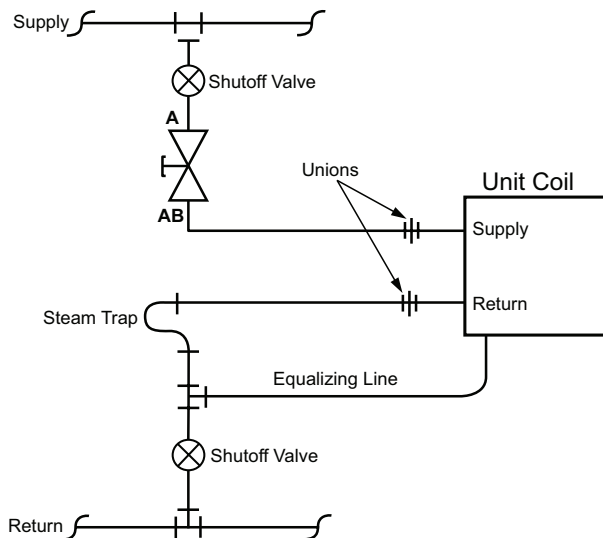 Supply
Shutoff Valve
A
Unions
Unit Coil
AB
Supply
Return
Steam Trap
Equalizing Line
Shutoff Valve
Return